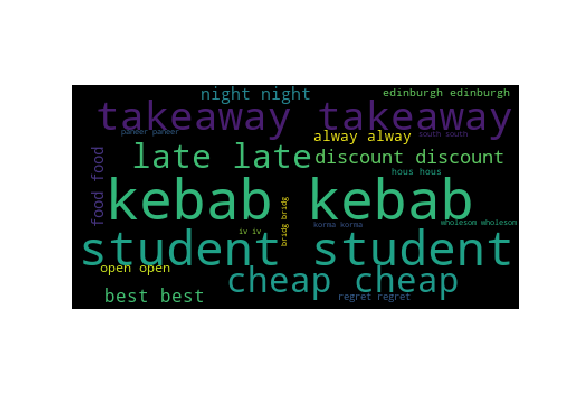 night night
edinburgh edinburgh
takeaway takeaway
paneer paneer
alway alway
south south
late late
discount discount
food food
hous hous
kebab kebab
bridg bridg
wholesom wholesom
korma korma
iv iv
student student
open open
cheap cheap
best best
regret regret